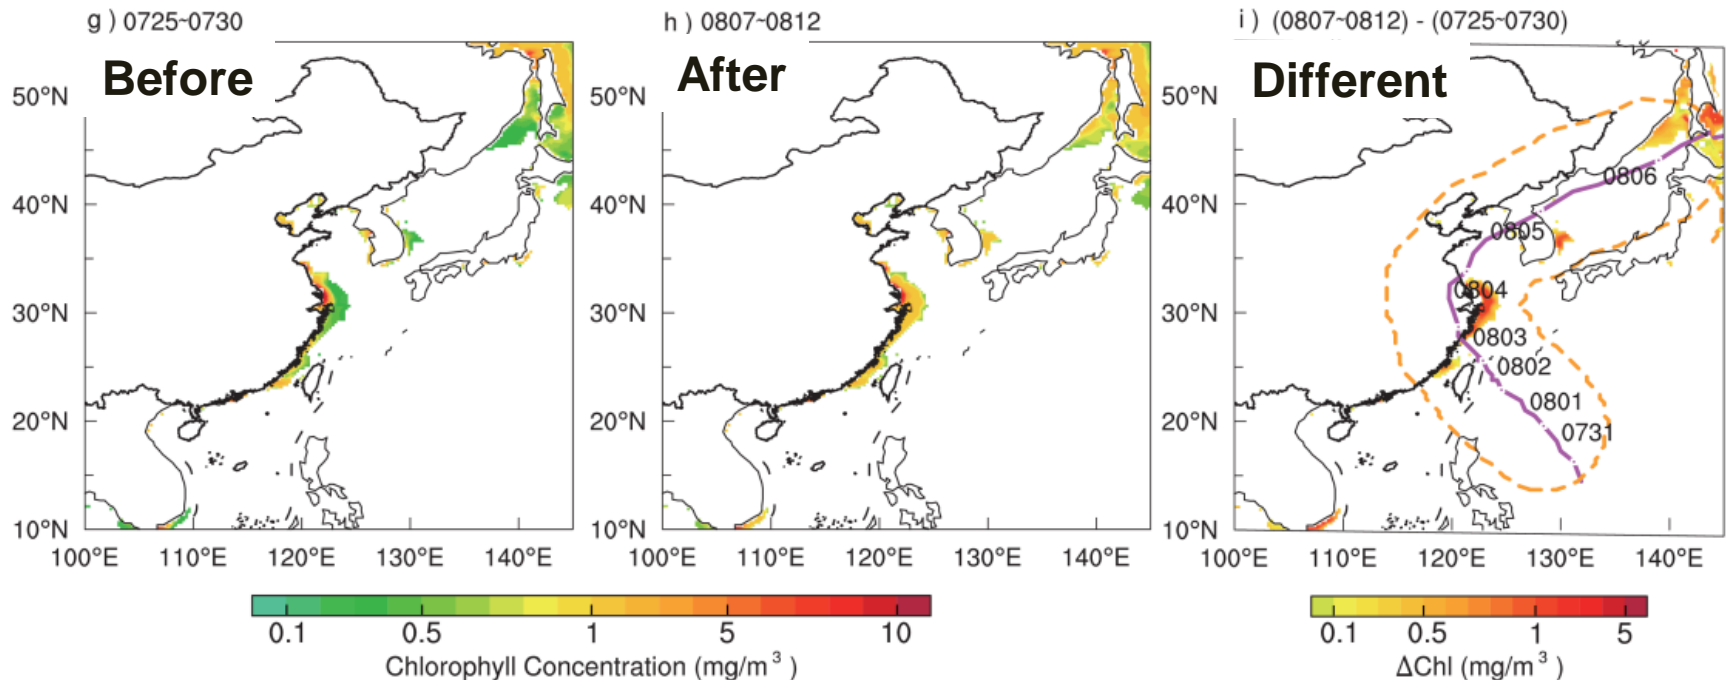 g ) 0725~0730
h ) 0807~0812
i ) (0807~0812) - (0725~0730)
Before
After
Different
50°N
40°N
30°N
20°N
10°N
100°E 110°E 120°E 130°E 140°E
50°N
40°N
30°N
20°N
10°N
100°E 110°E 120°E 130°E 140°E
50°N
40°N
30°N
20°N
10°N
100°E 110°E 120°E 130°E 140°E
0806
0805
0804
0803
0802
0801
0731
0.1 0.5 1 5 10
Chlorophyll Concentration (mg/m³ )
0.1 0.5 1 5
ΔChl (mg/m³ )